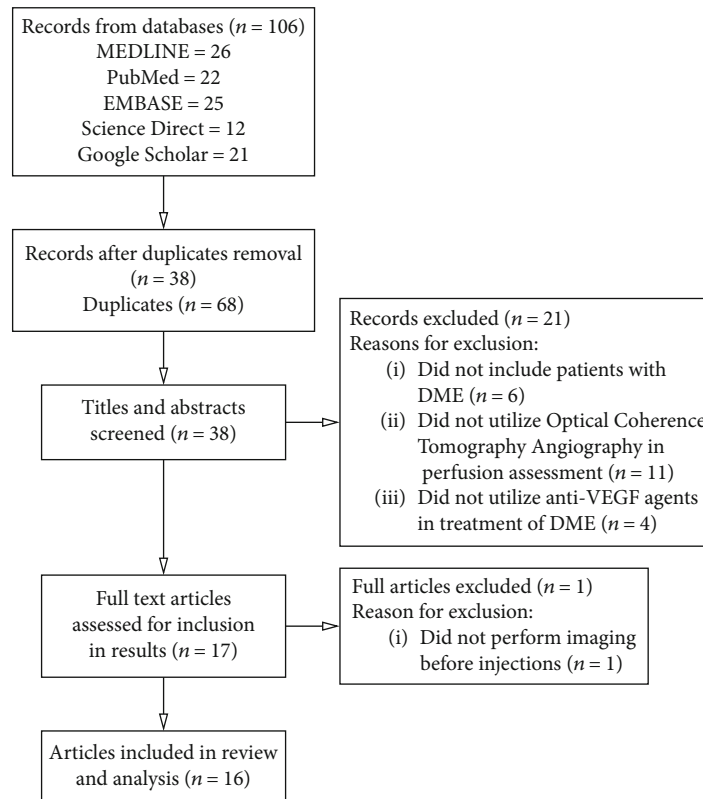 Records from databases (n = 106)
MEDLINE = 26
PubMed = 22
EMBASE = 25
Science Direct = 12
Google Scholar = 21
Records after duplicates removal
(n = 38)
Duplicates (n = 68)
Titles and abstracts
screened (n = 38)
Records excluded (n = 21)
Reasons for exclusion:
(i) Did not include patients with
DME (n = 6)
(ii) Did not utilize Optical Coherence
Tomography Angiography in
perfusion assessment (n = 11)
(iii) Did not utilize anti-VEGF agents
in treatment of DME (n = 4)
Full text articles
assessed for inclusion
in results (n = 17)
Full articles excluded (n = 1)
Reason for exclusion:
(i) Did not perform imaging
before injections (n = 1)
Articles included in review
and analysis (n = 16)